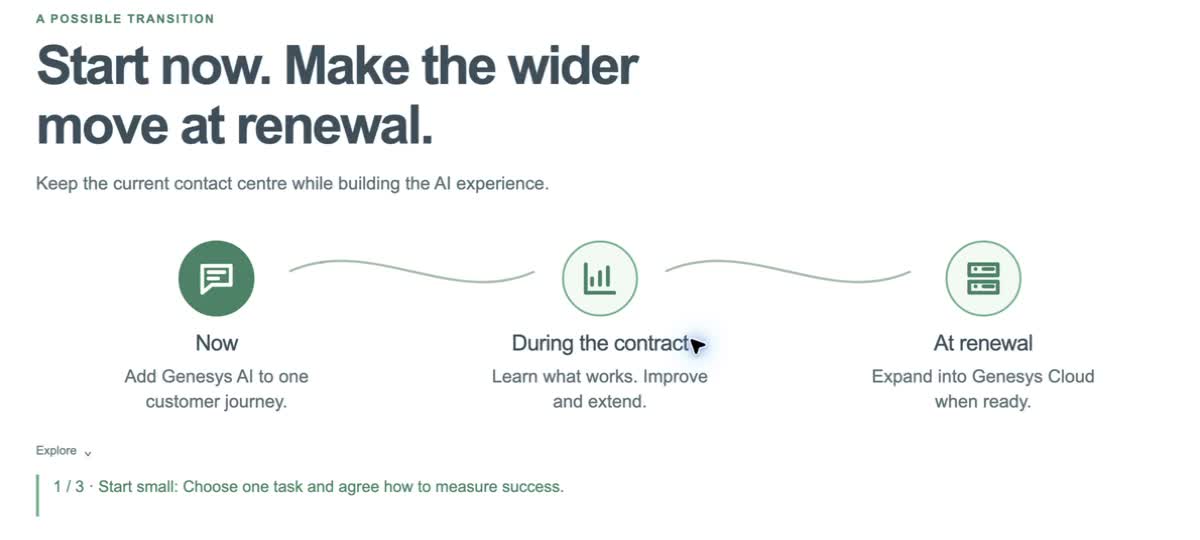 A POSSIBLE TRANSITION
Start now. Make the wider
move at renewal.
Keep the current contact centre while building the AI experience.
Now
Add Genesys AI to one
customer journey.
During the contract
Learn what works. Improve
and extend.
At renewal
Expand into Genesys Cloud
when ready.
Explore
1 / 3 · Start small: Choose one task and agree how to measure success.